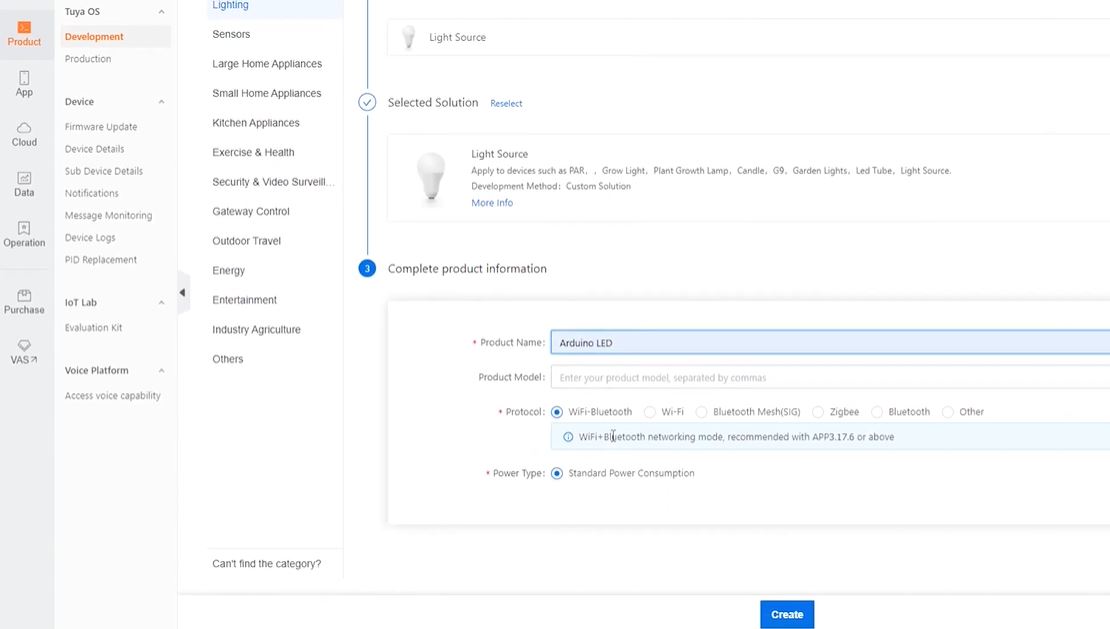 Product
App
Cloud
Data
Operation
Purchase
VAS
Tuya OS
Development
Production
Device
Firmware Update
Device Details
Sub Device Details
Notifications
Message Monitoring
Device Logs
PID Replacement
IoT Lab
Evaluation Kit
Voice Platform
Access voice capability
Lighting
Sensors
Large Home Appliances
Small Home Appliances
Kitchen Appliances
Exercise & Health
Security & Video Surveill...
Gateway Control
Outdoor Travel
Energy
Entertainment
Industry Agriculture
Others
Can't find the category?
Light Source
Selected Solution Reselect
Light Source
Apply to devices such as PAR, , Grow Light, Plant Growth Lamp, Candle, G9, Garden Lights, Led Tube, Light Source.
Development Method: Custom Solution
More Info
3 Complete product information
* Product Name: Arduino LED
Product Model: Enter your product model, separated by commas
* Protocol: WiFi-Bluetooth Wi-Fi Bluetooth Mesh(SIG) Zigbee Bluetooth Other
WiFi+Bluetooth networking mode, recommended with APP3.17.6 or above
* Power Type: Standard Power Consumption
Create